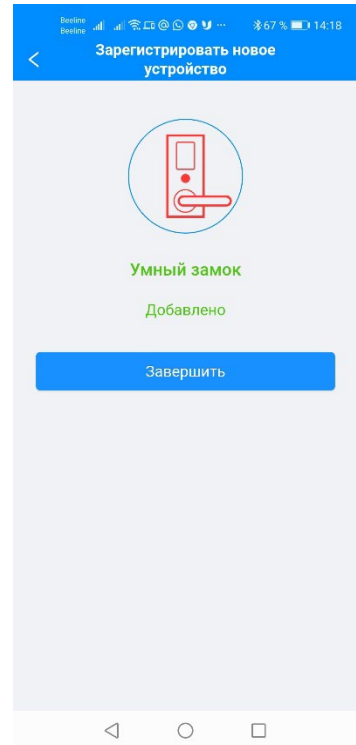 Beeline
Beeline
67 % 14:18
Зарегистрировать новое
устройство
Умный замок
Добавлено
Завершить